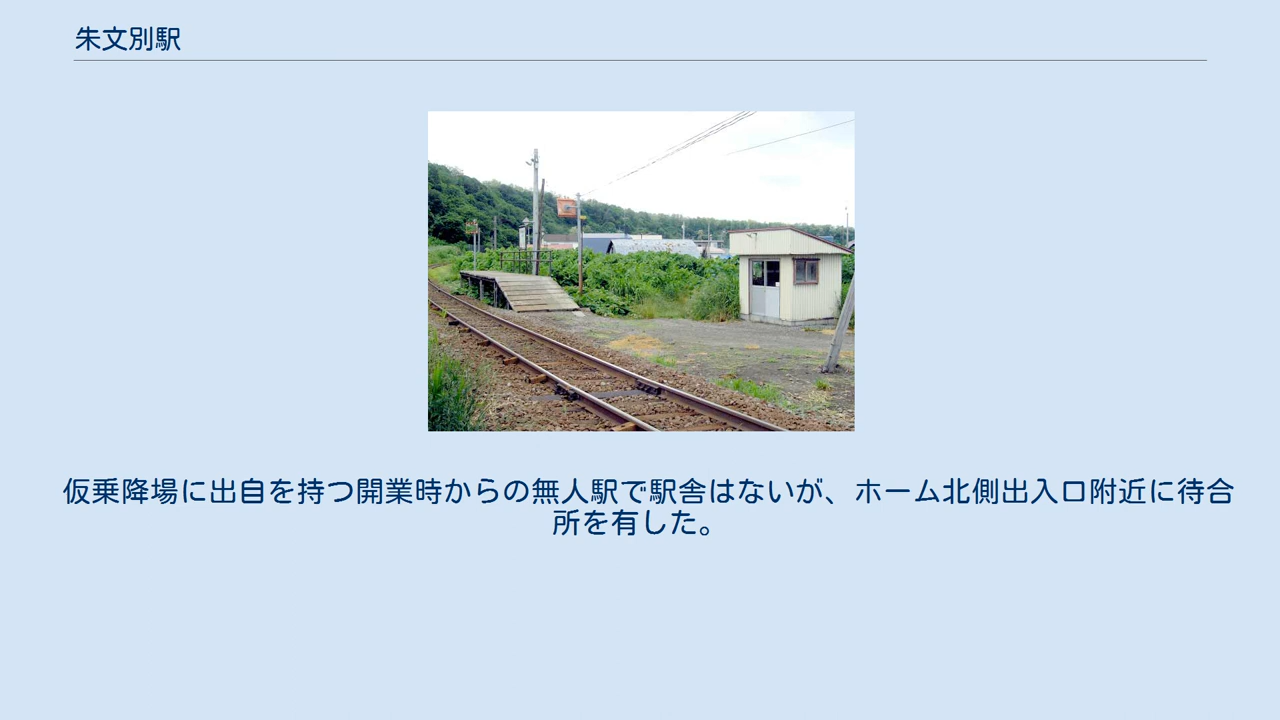 朱文別駅
仮乗降場に出自を持つ開業時からの無人駅で駅舎はないが、ホーム北側出入口附近に待合
所を有した。